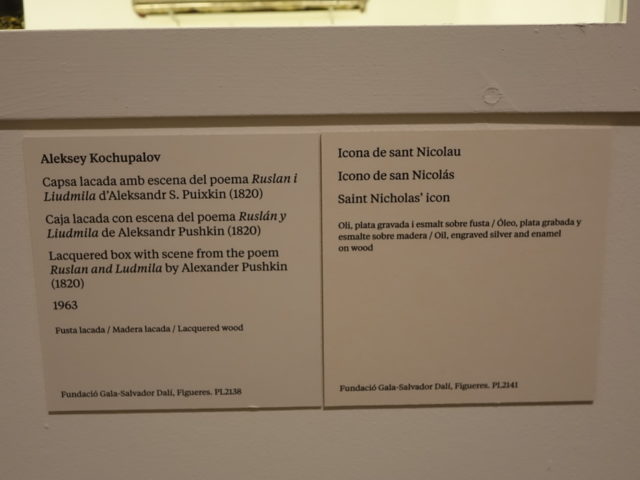 Aleksey Kochupalov
Capsa lacada amb escena del poema Ruslan i
Liudmila d'Aleksandr S. Puixkin (1820)
Caja lacada con escena del poema Ruslán y
Liudmila de Aleksandr Pushkin (1820)
Lacquered box with scene from the poem
Ruslan and Ludmila by Alexander Pushkin
(1820)
1963
Fusta lacada / Madera lacada / Lacquered wood
Fundació Gala-Salvador Dalí, Figueres. PL2138
Icona de sant Nicolau
Icono de san Nicolás
Saint Nicholas' icon
Oli, plata gravada i esmalt sobre fusta / Óleo, plata grabada y
esmalte sobre madera / Oil, engraved silver and enamel
on wood
Fundació Gala-Salvador Dalí, Figueres. PL2141